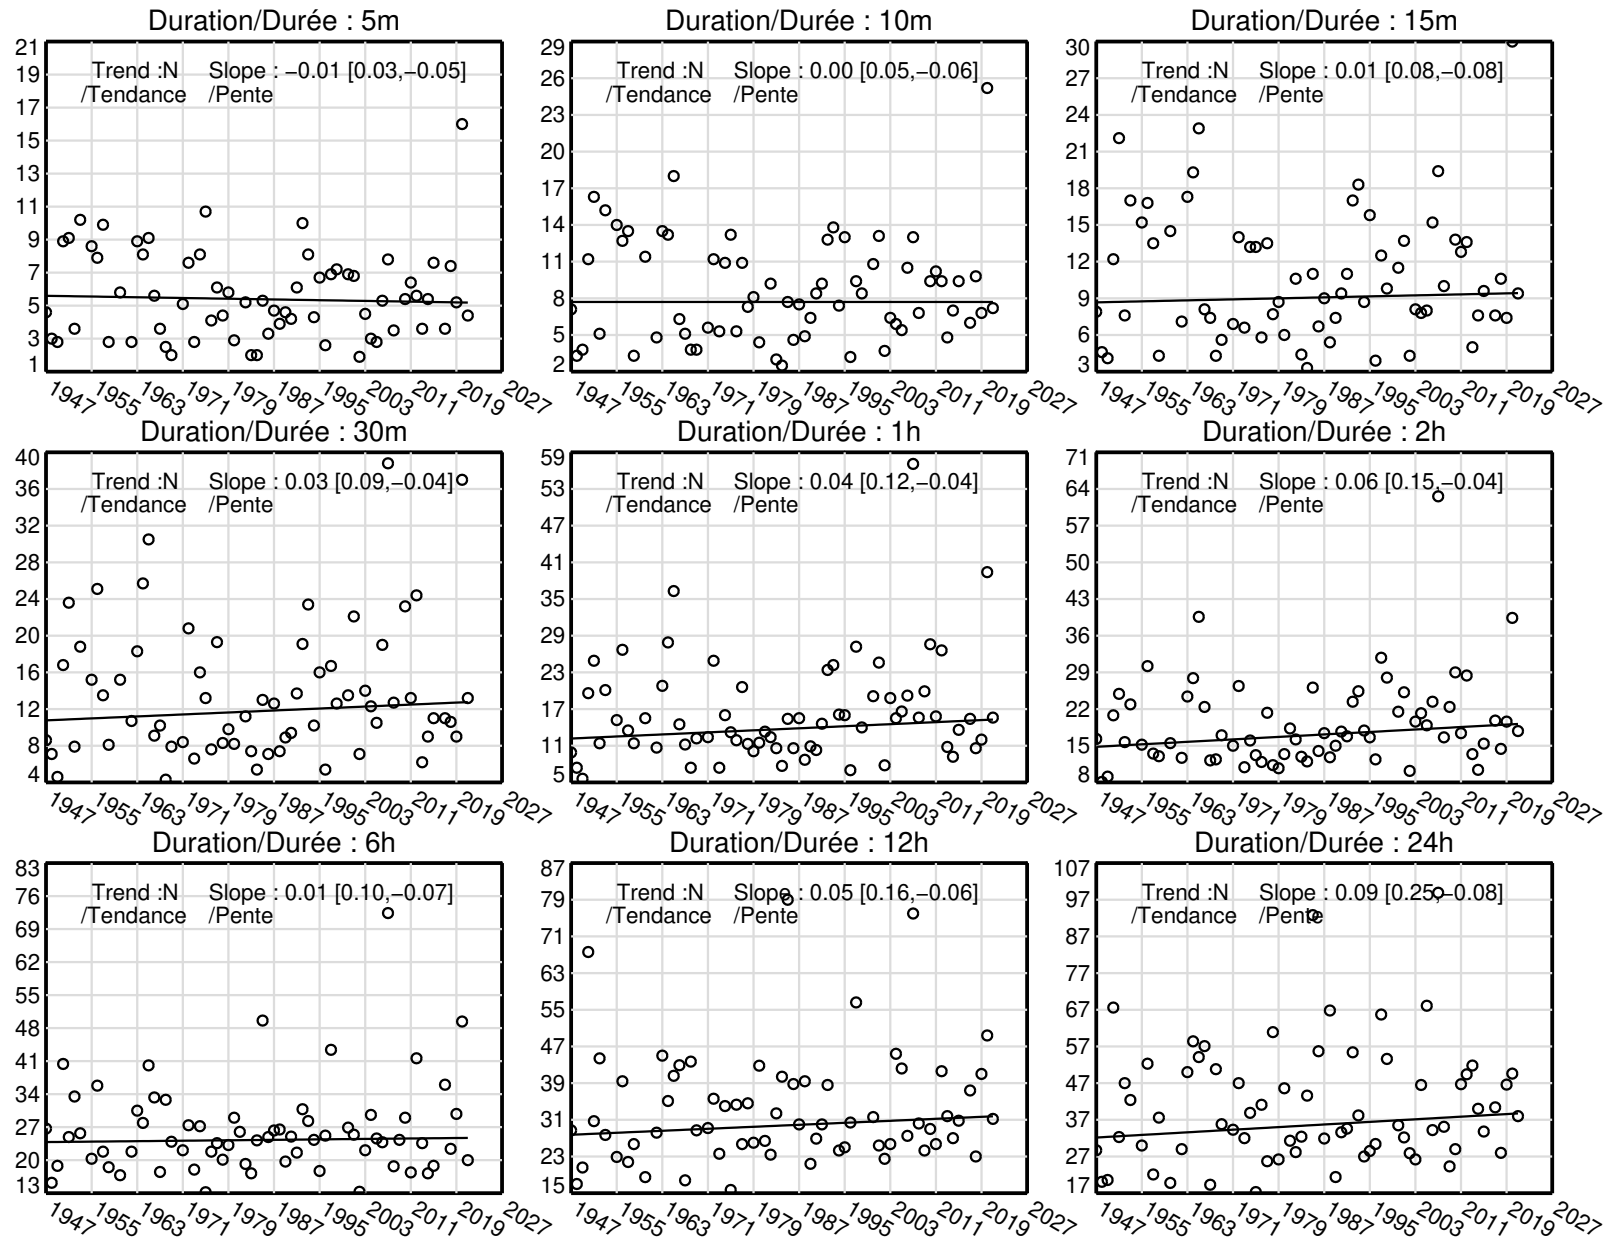 Duration/Durée : 5m
Trend :N Slope : −0.01 [0.03,−0.05]
/Tendance /Pente
21
19
17
15
13
11
9
7
5
3
1
1947 1955 1963 1971 1979 1987 1995 2003 2011 2019 2027
Duration/Durée : 10m
Trend :N Slope : 0.00 [0.05,−0.06]
/Tendance /Pente
29
26
23
20
17
14
11
8
5
2
1947 1955 1963 1971 1979 1987 1995 2003 2011 2019 2027
Duration/Durée : 15m
Trend :N Slope : 0.01 [0.08,−0.08]
/Tendance /Pente
30
27
24
21
18
15
12
9
6
3
1947 1955 1963 1971 1979 1987 1995 2003 2011 2019 2027
Duration/Durée : 30m
Trend :N Slope : 0.03 [0.09,−0.04]
/Tendance /Pente
40
36
32
28
24
20
16
12
8
4
1947 1955 1963 1971 1979 1987 1995 2003 2011 2019 2027
Duration/Durée : 1h
Trend :N Slope : 0.04 [0.12,−0.04]
/Tendance /Pente
59
53
47
41
35
29
23
17
11
5
1947 1955 1963 1971 1979 1987 1995 2003 2011 2019 2027
Duration/Durée : 2h
Trend :N Slope : 0.06 [0.15,−0.04]
/Tendance /Pente
71
64
57
50
43
36
29
22
15
8
1947 1955 1963 1971 1979 1987 1995 2003 2011 2019 2027
Duration/Durée : 6h
Trend :N Slope : 0.01 [0.10,−0.07]
/Tendance /Pente
83
76
69
62
55
48
41
34
27
20
13
1947 1955 1963 1971 1979 1987 1995 2003 2011 2019 2027
Duration/Durée : 12h
Trend :N Slope : 0.05 [0.16,−0.06]
/Tendance /Pente
87
79
71
63
55
47
39
31
23
15
1947 1955 1963 1971 1979 1987 1995 2003 2011 2019 2027
Duration/Durée : 24h
Trend :N Slope : 0.09 [0.25,−0.08]
/Tendance /Pente
107
97
87
77
67
57
47
37
27
17
1947 1955 1963 1971 1979 1987 1995 2003 2011 2019 2027